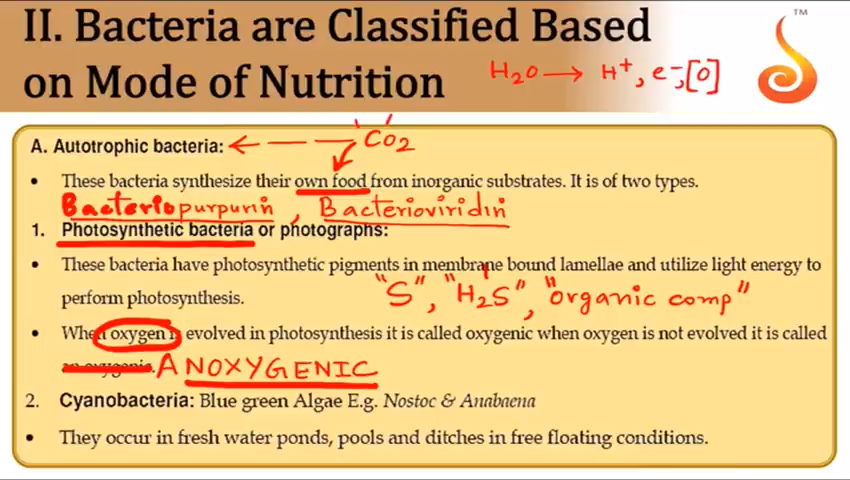 II. Bacteria are Classified Based
on Mode of Nutrition
H2O → H+, e-, [O]
TM
A. Autotrophic bacteria: ← CO2
• These bacteria synthesize their own food from inorganic substrates. It is of two types.
Bacteriopurpurin, Bacterioviridin
1. Photosynthetic bacteria or photographs:
• These bacteria have photosynthetic pigments in membrane bound lamellae and utilize light energy to
perform photosynthesis.
"S", "H2S", "organic comp"
• When oxygen is evolved in photosynthesis it is called oxygenic when oxygen is not evolved it is called
an oxygenic. ANOXYGENIC
2. Cyanobacteria: Blue green Algae E.g. Nostoc & Anabaena
• They occur in fresh water ponds, pools and ditches in free floating conditions.